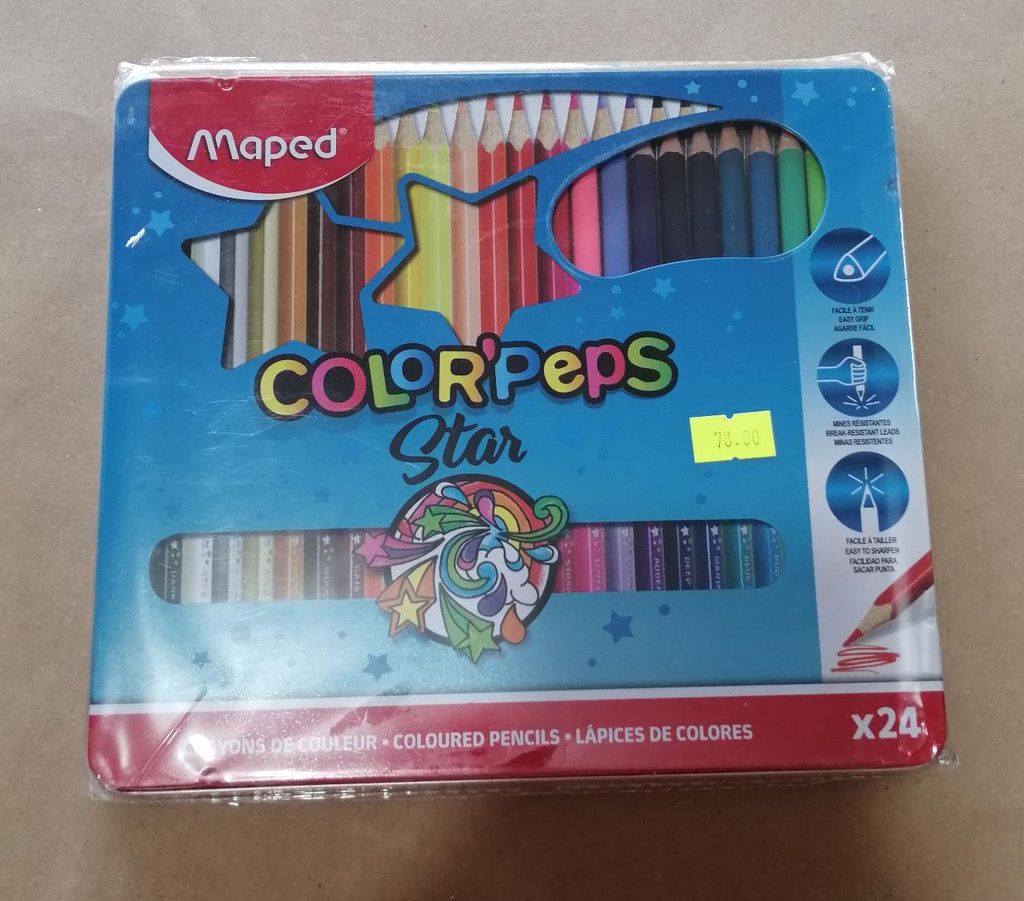 Maped®
FACILE À TENIR
EASY GRIP
AGARRE FÁCIL
COLOR'PEPS
Star
78.00
MINES RÉSISTANTES
BREAK-RESISTANT LEADS
MINAS RESISTENTES
FACILE À TAILLER
EASY TO SHARPEN
FACILIDAD PARA
SACAR PUNTA
CRAYONS DE COULEUR • COLOURED PENCILS • LÁPICES DE COLORES
x24